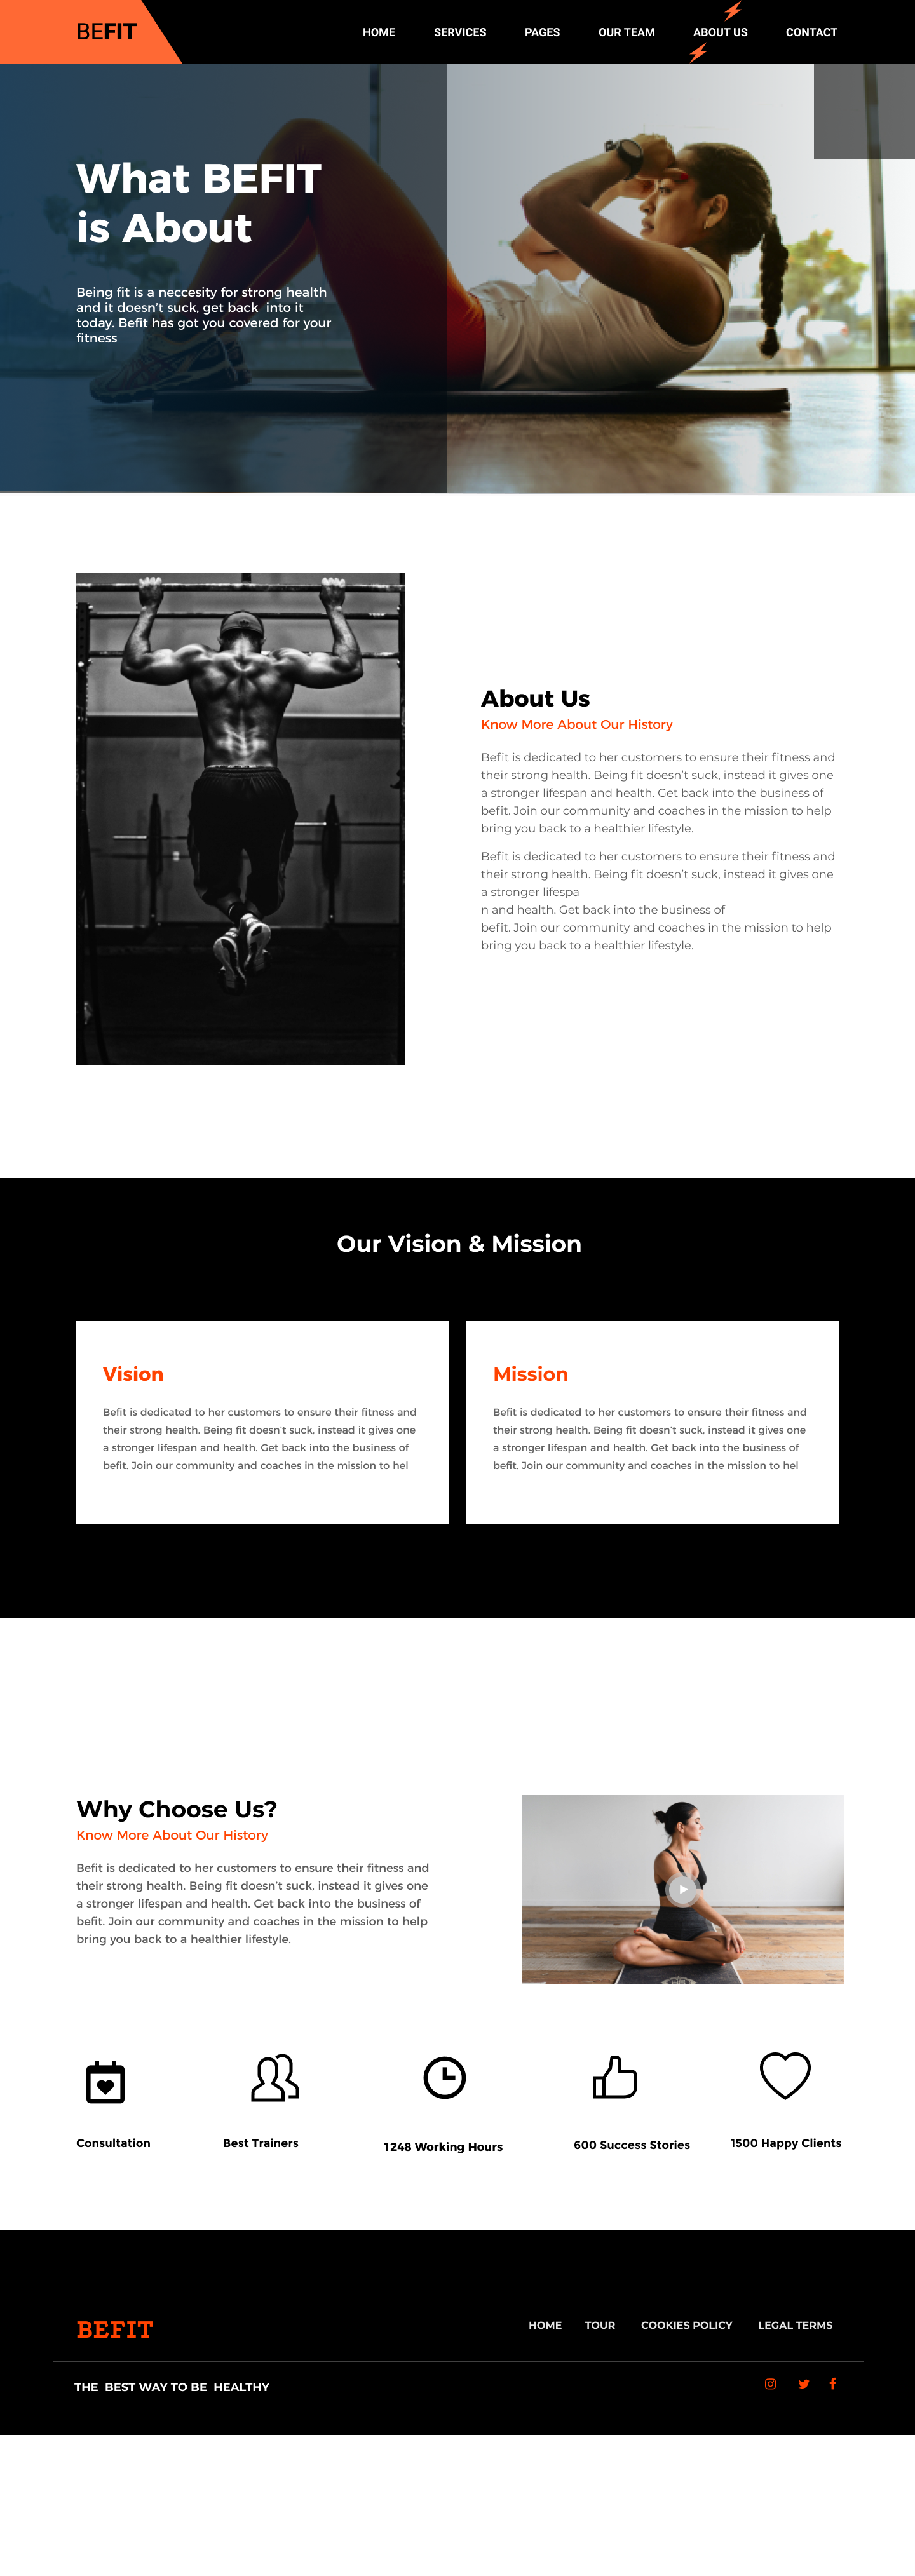 BEFIT
HOME SERVICES PAGES OUR TEAM ABOUT US CONTACT
What BEFIT
is About
Being fit is a neccesity for strong health
and it doesn't suck, get back into it
today. Befit has got you covered for your
fitness
About Us
Know More About Our History
Befit is dedicated to her customers to ensure their fitness and
their strong health. Being fit doesn't suck, instead it gives one
a stronger lifespan and health. Get back into the business of
befit. Join our community and coaches in the mission to help
bring you back to a healthier lifestyle.
Befit is dedicated to her customers to ensure their fitness and
their strong health. Being fit doesn't suck, instead it gives one
a stronger lifespa
n and health. Get back into the business of
befit. Join our community and coaches in the mission to help
bring you back to a healthier lifestyle.
Our Vision & Mission
Vision
Befit is dedicated to her customers to ensure their fitness and
their strong health. Being fit doesn't suck, instead it gives one
a stronger lifespan and health. Get back into the business of
befit. Join our community and coaches in the mission to hel
Mission
Befit is dedicated to her customers to ensure their fitness and
their strong health. Being fit doesn't suck, instead it gives one
a stronger lifespan and health. Get back into the business of
befit. Join our community and coaches in the mission to hel
Why Choose Us?
Know More About Our History
Befit is dedicated to her customers to ensure their fitness and
their strong health. Being fit doesn't suck, instead it gives one
a stronger lifespan and health. Get back into the business of
befit. Join our community and coaches in the mission to help
bring you back to a healthier lifestyle.
Consultation
Best Trainers
1248 Working Hours
600 Success Stories
1500 Happy Clients
BEFIT
HOME TOUR COOKIES POLICY LEGAL TERMS
THE BEST WAY TO BE HEALTHY